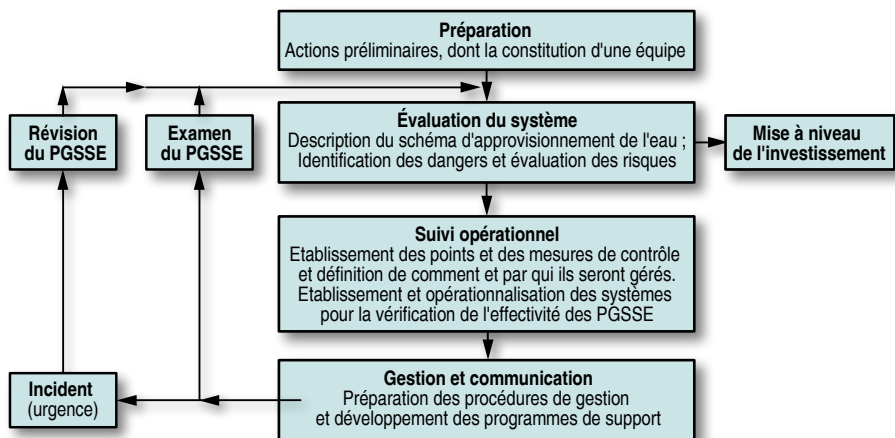 Préparation
Actions préliminaires, dont la constitution d'une équipe
Révision
du PGSSE
Examen
du PGSSE
Évaluation du système
Description du schéma d'approvisionnement de l'eau ;
Identification des dangers et évaluation des risques
Mise à niveau
de l'investissement
Suivi opérationnel
Etablissement des points et des mesures de contrôle
et définition de comment et par qui ils seront gérés.
Etablissement et opérationnalisation des systèmes
pour la vérification de l'effectivité des PGSSE
Incident
(urgence)
Gestion et communication
Préparation des procédures de gestion
et développement des programmes de support